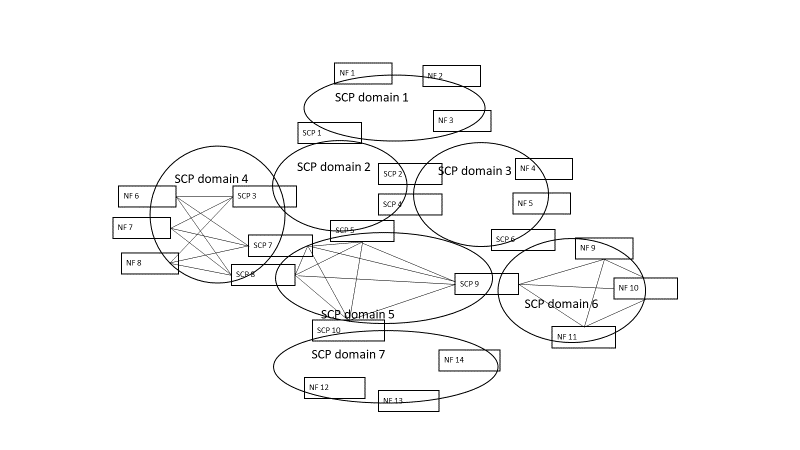 NF 1
NF 2
SCP domain 1
NF 3
SCP 1
SCP domain 2
SCP 2
SCP domain 3
NF 4
SCP domain 4
NF 6
SCP 3
SCP 4
NF 5
NF 7
SCP 5
SCP 6
SCP 7
NF 9
NF 8
SCP 8
SCP 9
NF 10
SCP domain 6
SCP domain 5
SCP 10
NF 11
SCP domain 7
NF 14
NF 12
NF 13